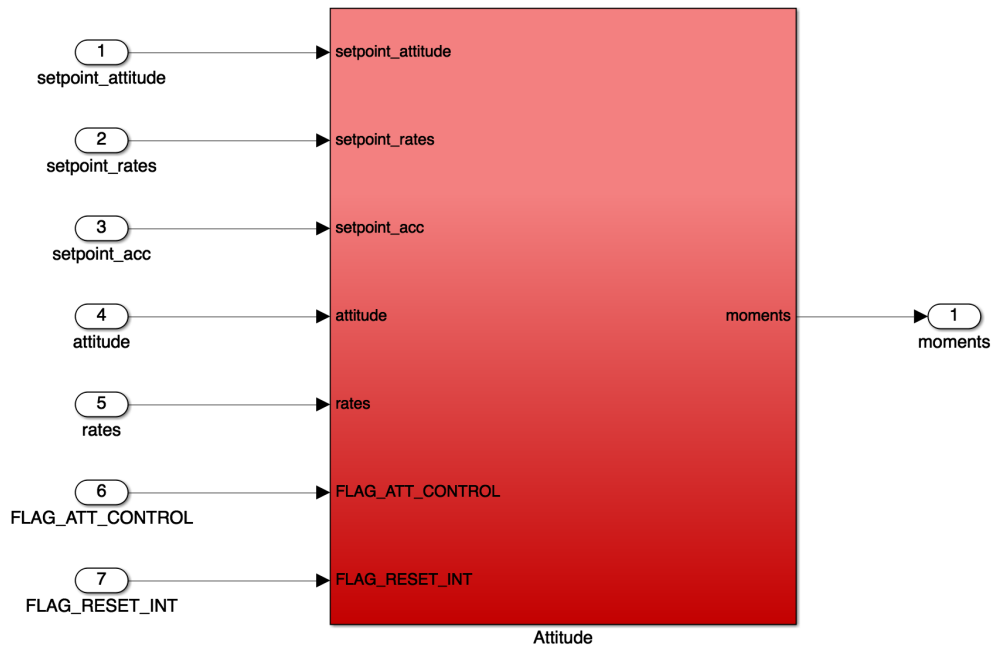 1
setpoint_attitude
setpoint_attitude
2
setpoint_rates
setpoint_rates
3
setpoint_acc
setpoint_acc
4
attitude
attitude
moments
1
moments
5
rates
rates
6
FLAG_ATT_CONTROL
FLAG_ATT_CONTROL
7
FLAG_RESET_INT
FLAG_RESET_INT
Attitude